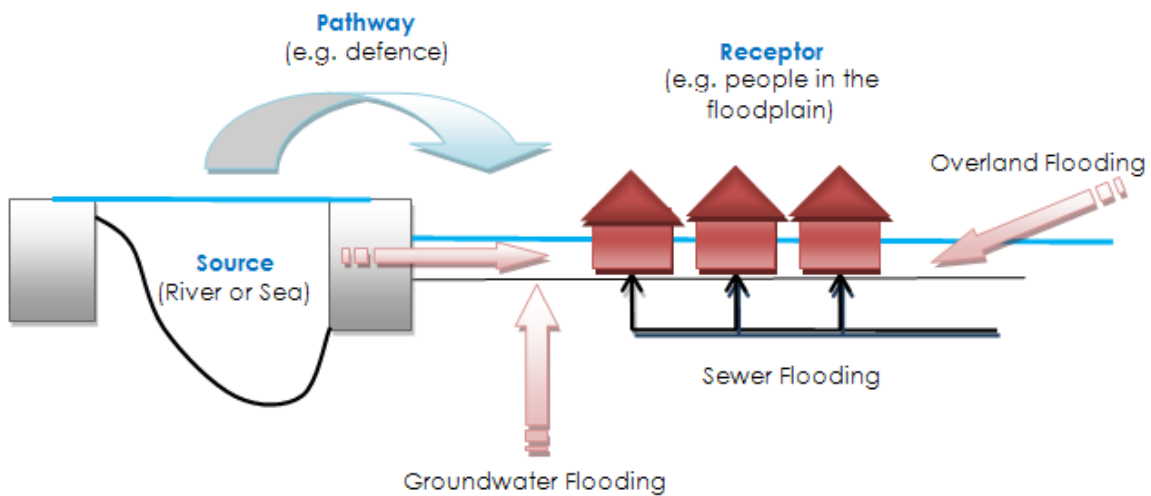 Pathway
(e.g. defence)
Receptor
(e.g. people in the
floodplain)
Overland Flooding
Source
(River or Sea)
Sewer Flooding
Groundwater Flooding